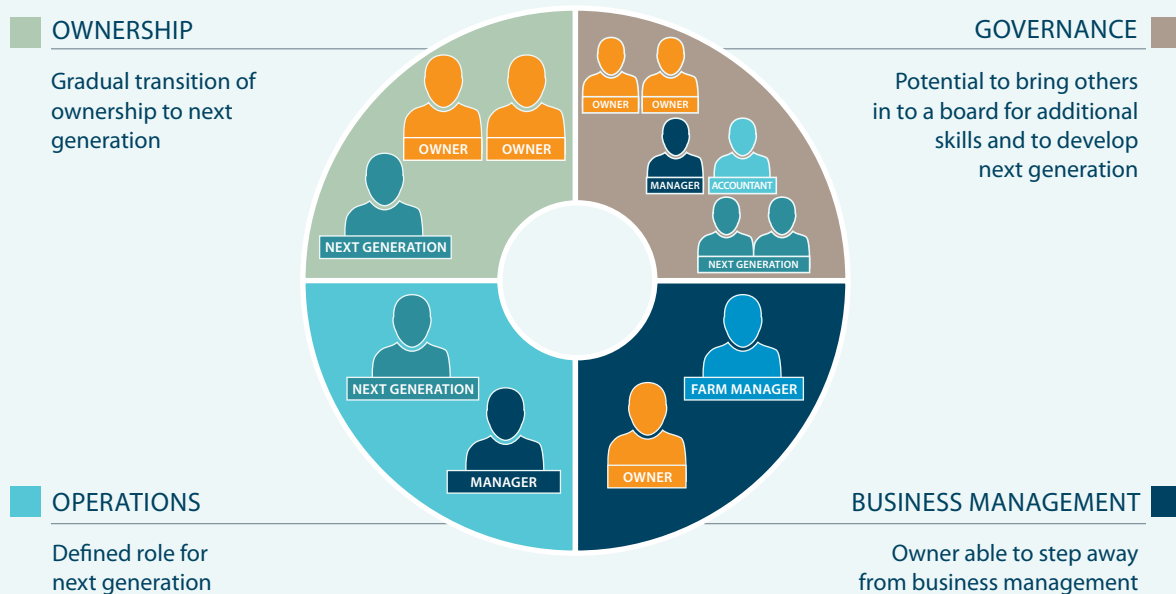 OWNERSHIP
Gradual transition of
ownership to next
generation
OWNER
OWNER
NEXT GENERATION
GOVERNANCE
Potential to bring others
in to a board for additional
skills and to develop
next generation
OWNER
OWNER
MANAGER
ACCOUNTANT
NEXT GENERATION
OPERATIONS
Defined role for
next generation
NEXT GENERATION
MANAGER
BUSINESS MANAGEMENT
Owner able to step away
from business management
FARM MANAGER
OWNER